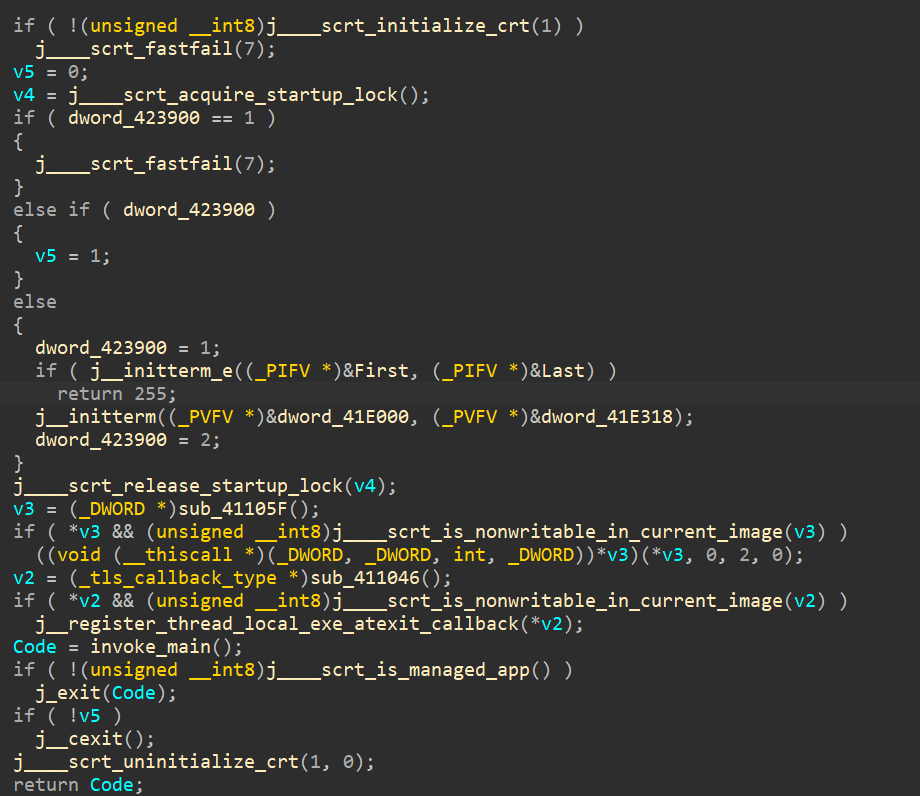 if ( !(unsigned __int8)j____scrt_initialize_crt(1) )
  j____scrt_fastfail(7);
v5 = 0;
v4 = j____scrt_acquire_startup_lock();
if ( dword_423900 == 1 )
{
  j____scrt_fastfail(7);
}
else if ( dword_423900 )
{
  v5 = 1;
}
else
{
  dword_423900 = 1;
  if ( j__initterm_e((_PIFV *)&First, (_PIFV *)&Last) )
    return 255;
  j__initterm((_PVFV *)&dword_41E000, (_PVFV *)&dword_41E318);
  dword_423900 = 2;
}
j____scrt_release_startup_lock(v4);
v3 = (_DWORD *)sub_41105F();
if ( *v3 && (unsigned __int8)j____scrt_is_nonwritable_in_current_image(v3) )
  ((void (__thiscall *)(_DWORD, _DWORD, int, _DWORD))*v3)(*v3, 0, 2, 0);
v2 = (_tls_callback_type *)sub_411046();
if ( *v2 && (unsigned __int8)j____scrt_is_nonwritable_in_current_image(v2) )
  j__register_thread_local_exe_atexit_callback(*v2);
Code = invoke_main();
if ( !(unsigned __int8)j____scrt_is_managed_app() )
  j_exit(Code);
if ( !v5 )
  j__cexit();
j____scrt_uninitialize_crt(1, 0);
return Code;